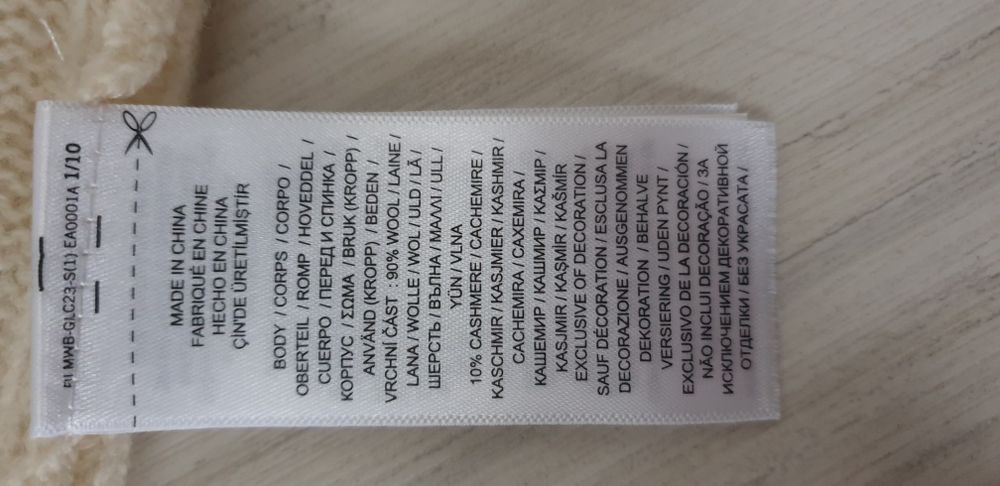 MWB-GLC23-S(1) EA0001A 1/10
MADE IN CHINA
FABRIQUÉ EN CHINE
HECHO EN CHINA
ÇİN'DE ÜRETİLMİŞTİR
BODY / CORPS / CORPO /
OBERTEIL / ROMP / HOVEDDEL /
CUERPO / ПЕРЕД И СПИНКА /
КОРПУС / ΣΩΜΑ / BRUK (KROPP) /
ANVÄND (KROPP) / BEDEN /
VRCHNÍ ČÁST : 90% WOOL / LAINE /
LANA / WOLLE / WOL / ULD / LÃ /
ШЕРСТЬ / ВЪЛНА / ΜΑΛΛΙ / ULL /
YÜN / VLNA
10% CASHMERE / CACHEMIRE /
KASCHMIR / KASJMIER / KASHMIR /
CACHEMIRA / CAXEMIRA /
КАШЕМИР / КАШМИР / ΚΑΣΜΙΡ /
KASJMIR / KAŞMİR / KAŠMÍR
EXCLUSIVE OF DECORATION /
SAUF DÉCORATION / ESCLUSA LA
DECORAZIONE / AUSGENOMMEN
DEKORATION / BEHALVE
VERSIERING / UDEN PYNT /
EXCLUSIVO DE LA DECORACIÓN /
NÃO INCLUI DECORAÇÃO / ЗА
ИСКЛЮЧЕНИЕМ ДЕКОРАТИВНОЙ
ОТДЕЛКИ / БЕЗ УКРАСАТА /